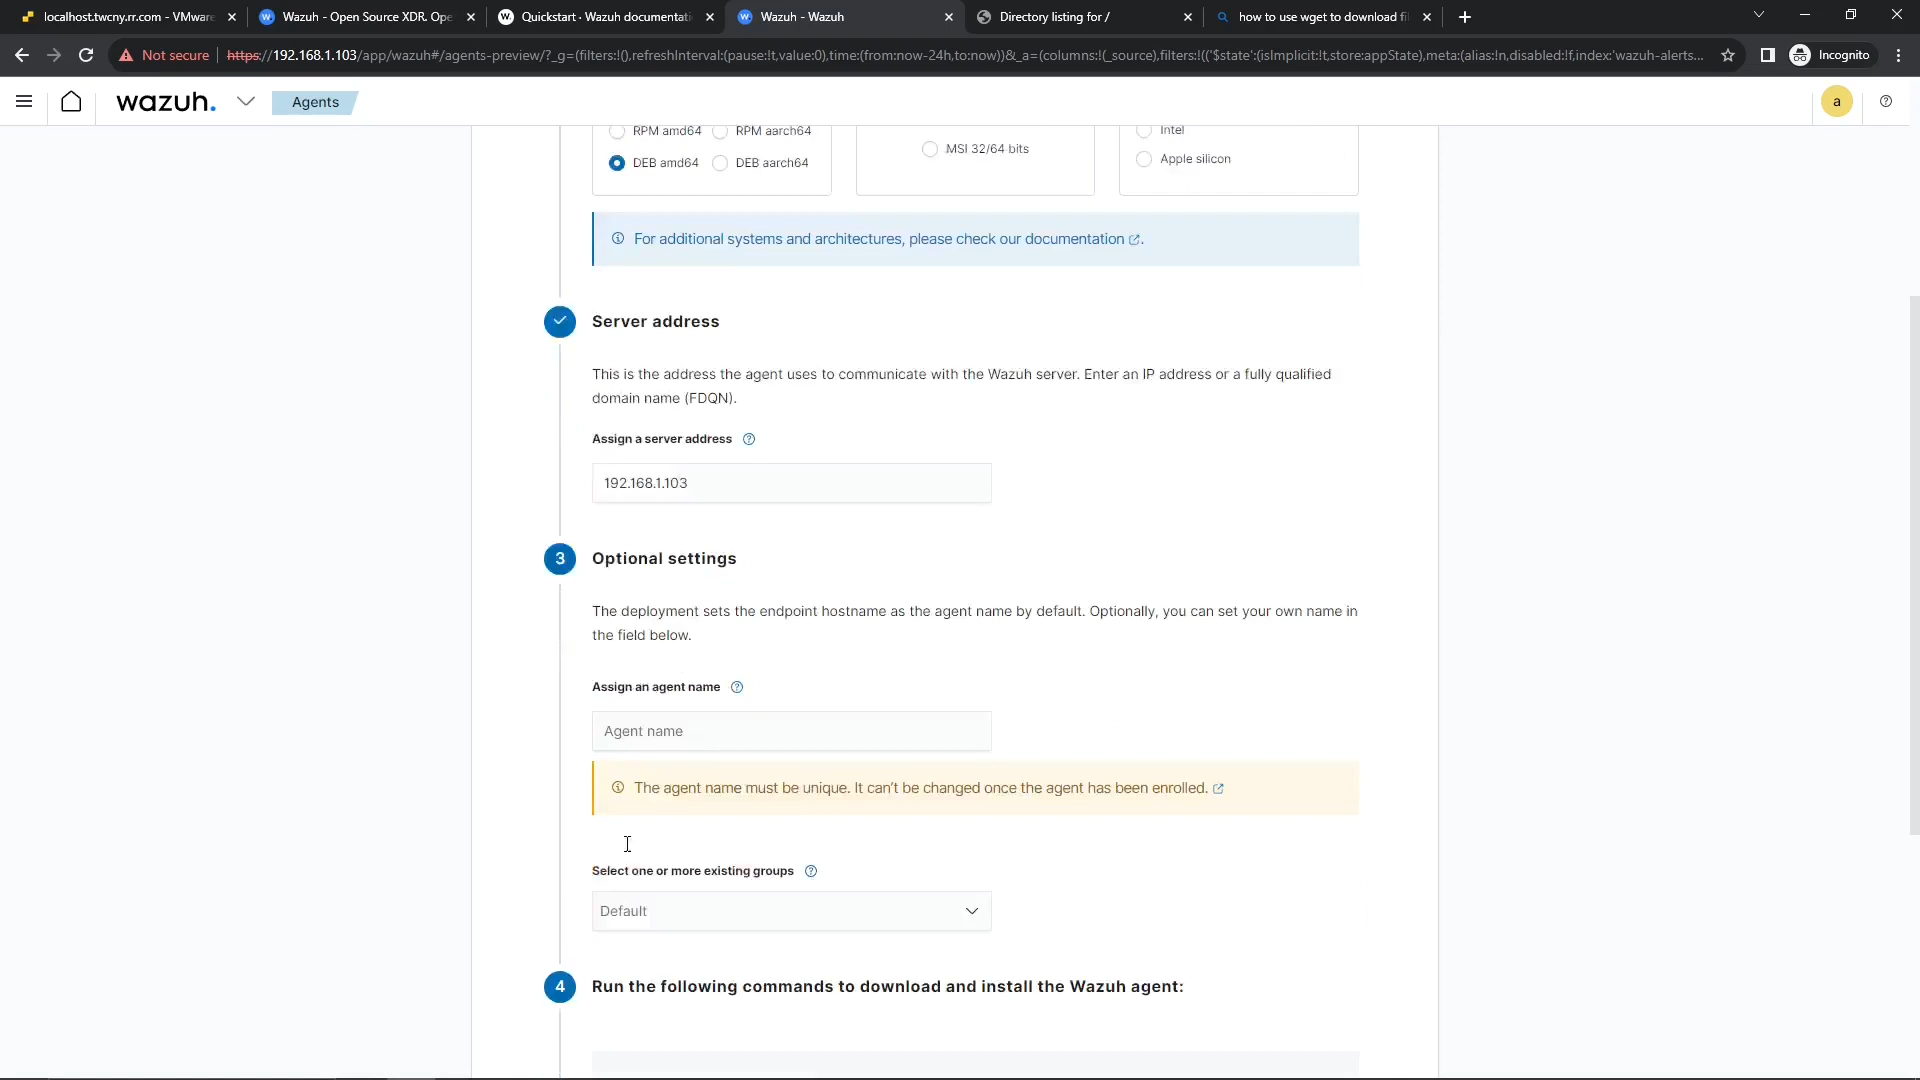 localhost.twcny.rr.com - VMware
Wazuh - Open Source XDR. Ope
Quickstart · Wazuh documentati
Wazuh - Wazuh
Directory listing for /
how to use wget to download fil
Not secure
https://192.168.1.103/app/wazuh#/agents-preview/?_g=(filters:!(),refreshInterval:(pause:!t,value:0),time:(from:now-24h,to:now))&_a=(columns:!(_source),filters:!(('$state':(isImplicit:!t,store:appState),meta:(alias:!n,disabled:!f,index:'wazuh-alerts...
Incognito
wazuh.
Agents
a
RPM amd64
RPM aarch64
DEB amd64
DEB aarch64
MSI 32/64 bits
Intel
Apple silicon
For additional systems and architectures, please check our documentation.
Server address
This is the address the agent uses to communicate with the Wazuh server. Enter an IP address or a fully qualified
domain name (FDQN).
Assign a server address
192.168.1.103
3
Optional settings
The deployment sets the endpoint hostname as the agent name by default. Optionally, you can set your own name in
the field below.
Assign an agent name
Agent name
The agent name must be unique. It can't be changed once the agent has been enrolled.
Select one or more existing groups
Default
4
Run the following commands to download and install the Wazuh agent: